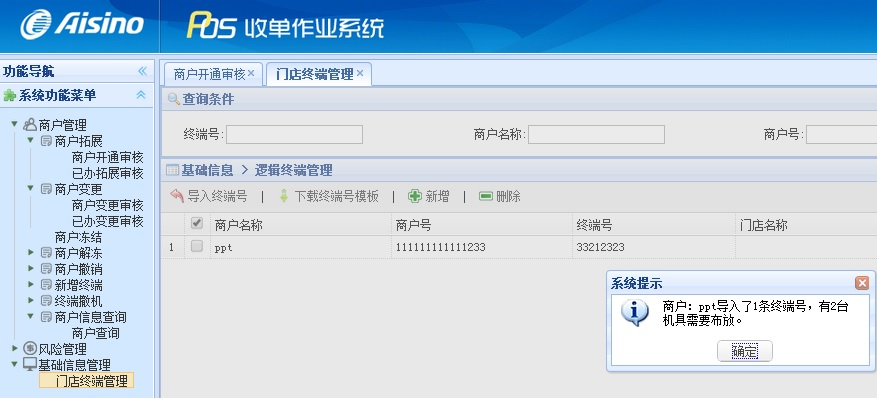 Aisino POS 收单作业系统
功能导航
系统功能菜单
商户管理
商户拓展
商户开通审核
已办拓展审核
商户变更
商户变更审核
已办变更审核
商户冻结
商户解冻
商户撤销
新增终端
终端撤机
商户信息查询
商户查询
风险管理
基础信息管理
门店终端管理
商户开通审核 门店终端管理
查询条件
终端号: 商户名称: 商户号:
基础信息 > 逻辑终端管理
导入终端号 | 下载终端号模板 | 新增 | 删除
商户名称 商户号 终端号 门店名称
1 ppt 111111111111233 33212323
系统提示
商户: ppt导入了1条终端号, 有2台
机具需要布放。
确定